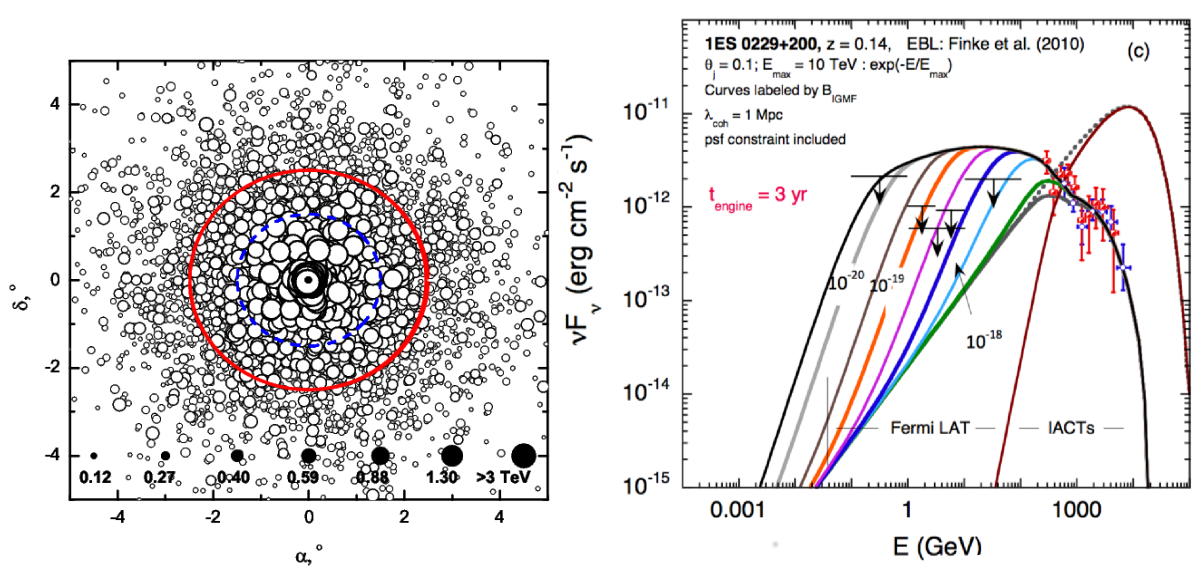 4
2
0
-2
-4
δ,°
0.12 0.27 0.40 0.59 0.88 1.30 >3 TeV
-4 -2 0 2 4
α,°
1ES 0229+200, z = 0.14, EBL: Finke et al. (2010)
(c)
θj = 0.1; Emax = 10 TeV : exp(-E/Emax)
Curves labeled by BIGMF
λcoh = 1 Mpc
psf constraint included
tengine = 3 yr
νFν (erg cm-2 s-1)
10-11
10-12
10-13
10-14
10-15
10-20
10-19
10-18
Fermi LAT
IACTs
0.001 1 1000
E (GeV)